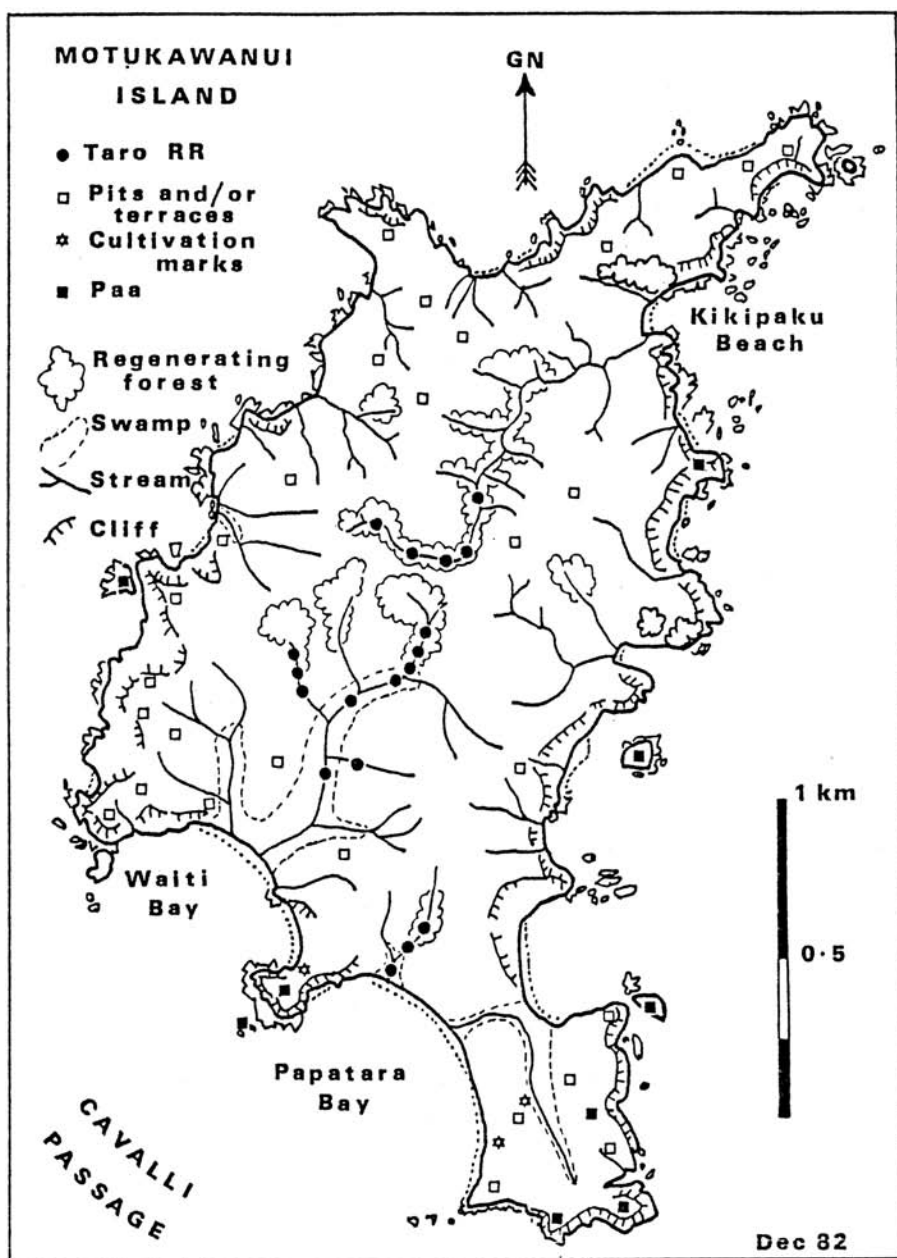 MOTUKAWANUI
ISLAND
GN
Taro RR
Pits and/or
terraces
Cultivation
marks
Paa
Regenerating
forest
Swamp
Stream
Cliff
Kikipaku
Beach
1 km
0·5
Waiti
Bay
Papatara
Bay
CAVALLI
PASSAGE
Dec 82